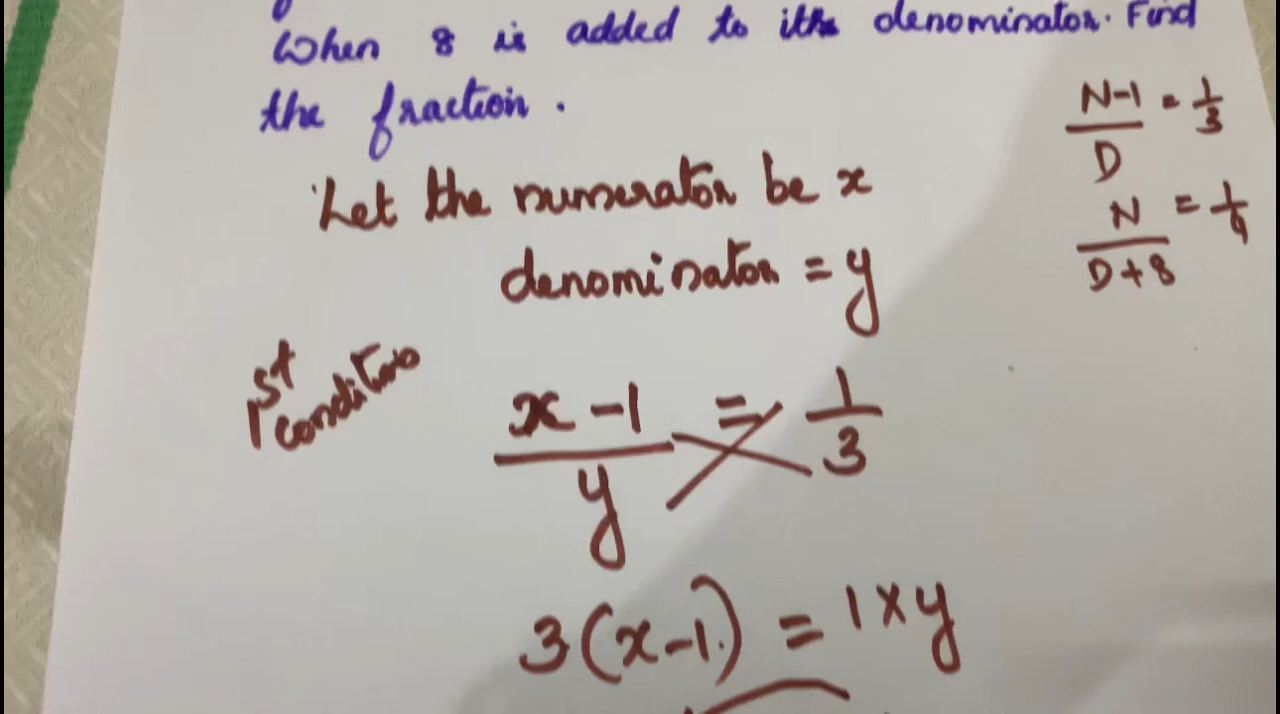 When 8 is added to its denominator. Find
the fraction.
N-1/D = 1/3
N/D+8 = 1/4
Let the numerator be x
denominator = y
1st condition
x-1/y = 1/3
3(x-1) = 1×y